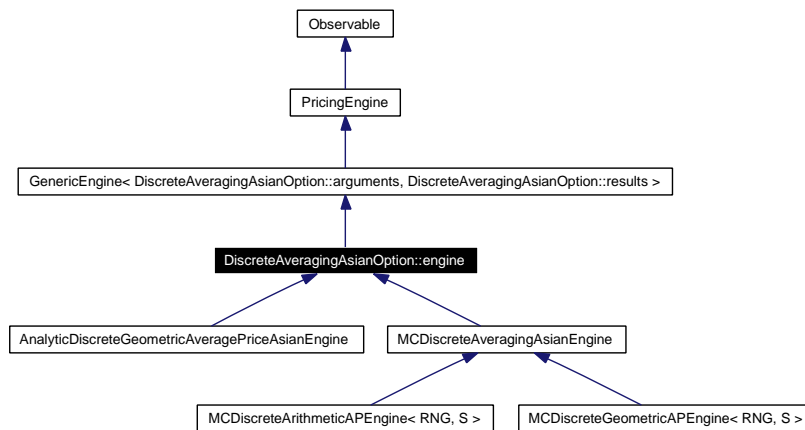 Observable
PricingEngine
GenericEngine< DiscreteAveragingAsianOption::arguments, DiscreteAveragingAsianOption::results >
DiscreteAveragingAsianOption::engine
AnalyticDiscreteGeometricAveragePriceAsianEngine
MCDiscreteAveragingAsianEngine
MCDiscreteArithmeticAPEngine< RNG, S >
MCDiscreteGeometricAPEngine< RNG, S >